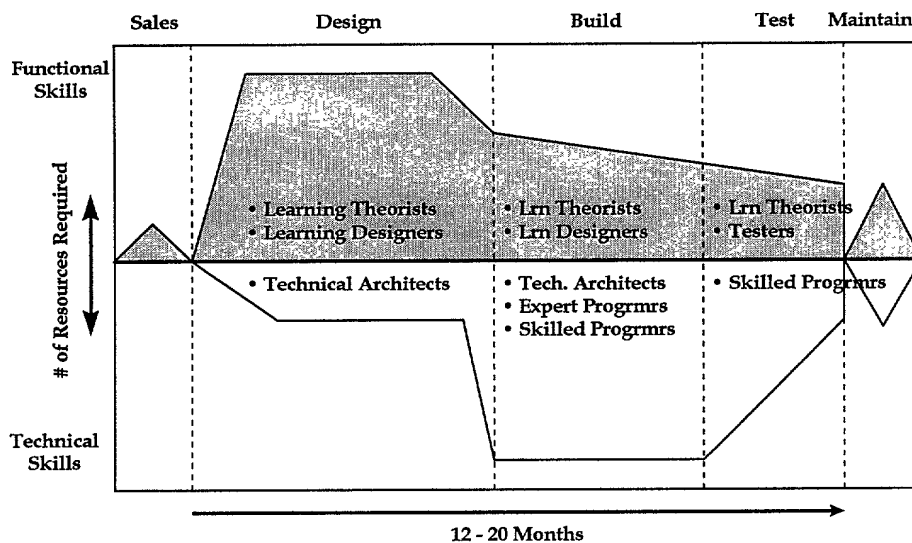 Sales Design Build Test Maintain
Functional
Skills
# of Resources Required
• Learning Theorists
• Learning Designers
• Lrn Theorists
• Lrn Designers
• Lrn Theorists
• Testers
• Technical Architects
• Tech. Architects
• Expert Progrmrs
• Skilled Progrmrs
• Skilled Progrmrs
Technical
Skills
12 - 20 Months